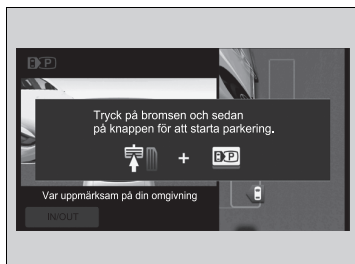 Tryck på bromsen och sedan
på knappen för att starta parkering.
+
Var uppmärksam på din omgivning
IN/OUT